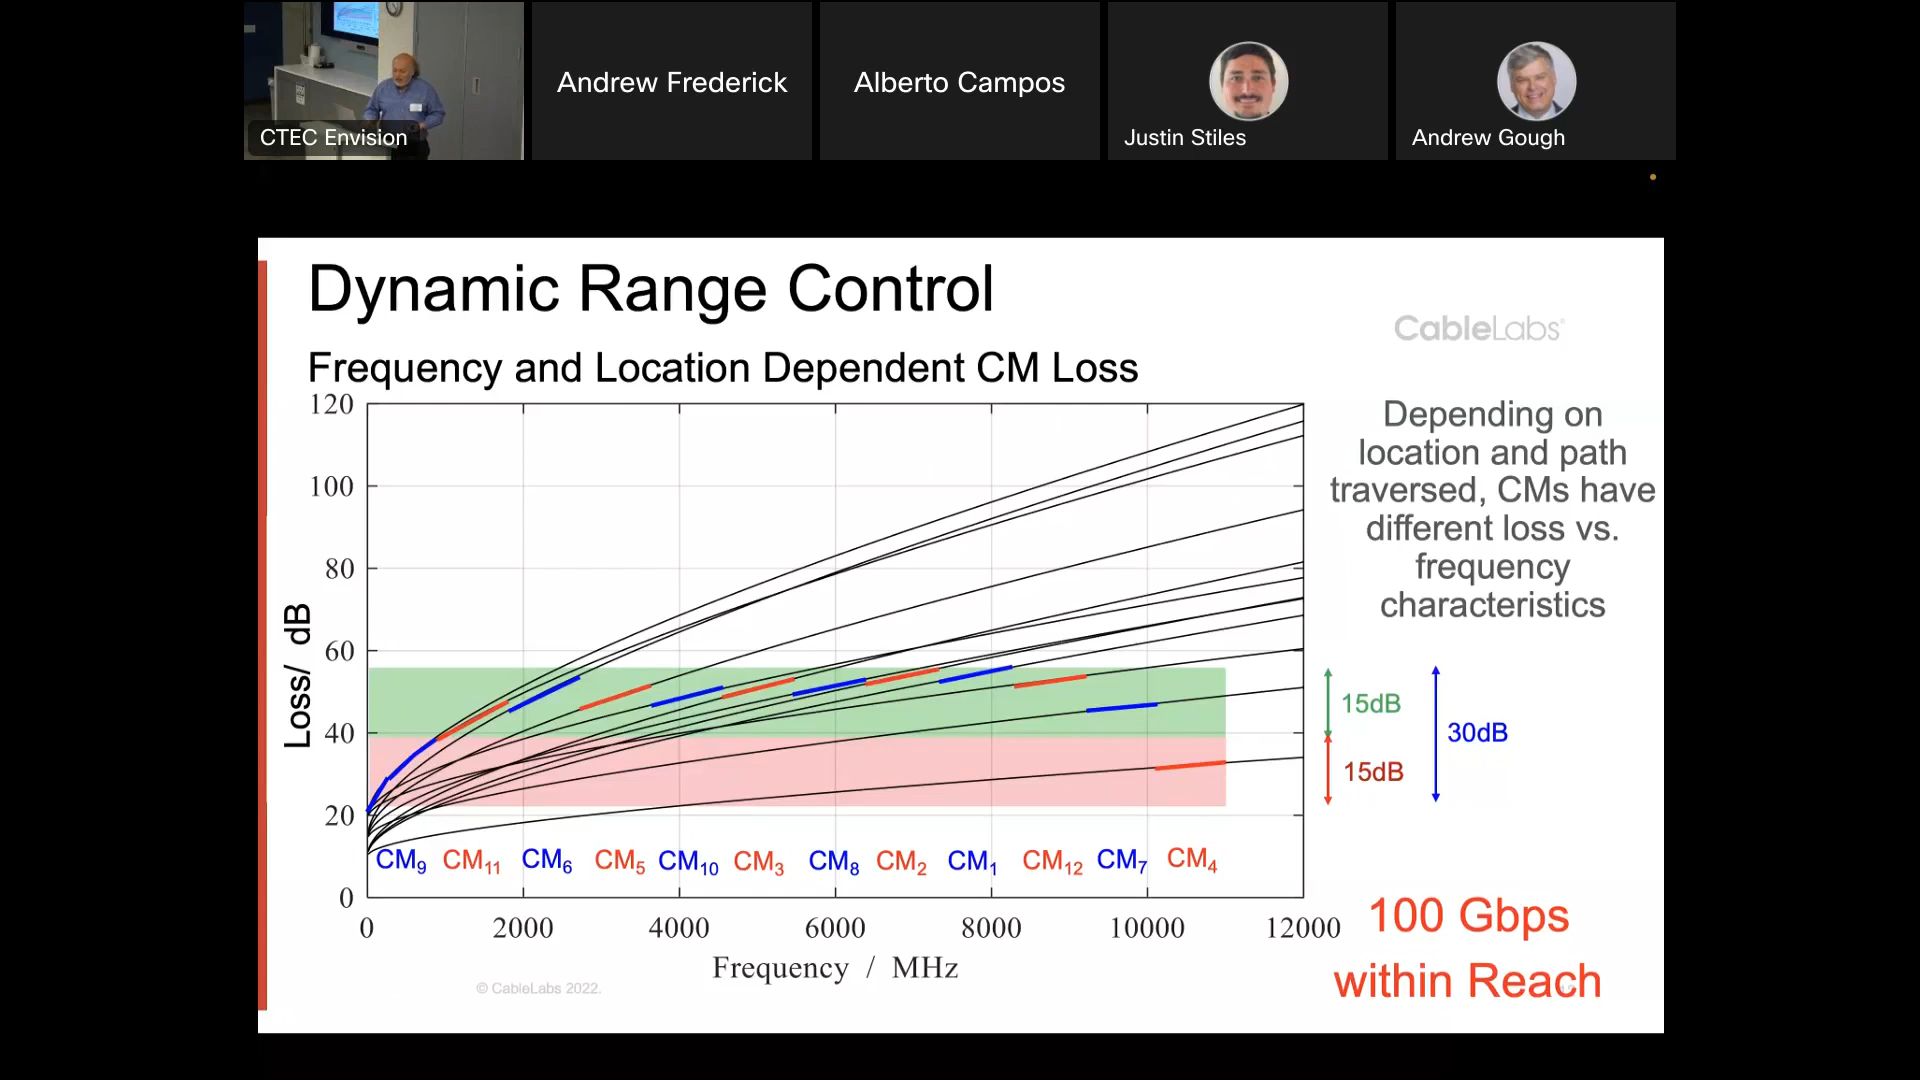 Andrew Frederick
Alberto Campos
CTEC Envision
Justin Stiles
Andrew Gough
Dynamic Range Control
CableLabs®
Frequency and Location Dependent CM Loss
120
100
80
60
40
20
0
Loss/ dB
Depending on
location and path
traversed, CMs have
different loss vs.
frequency
characteristics
15dB
30dB
15dB
CM₉ CM₁₁ CM₆ CM₅ CM₁₀ CM₃ CM₈ CM₂ CM₁ CM₁₂ CM₇ CM₄
0 2000 4000 6000 8000 10000 12000
Frequency / MHz
© CableLabs 2022.
100 Gbps
within Reach